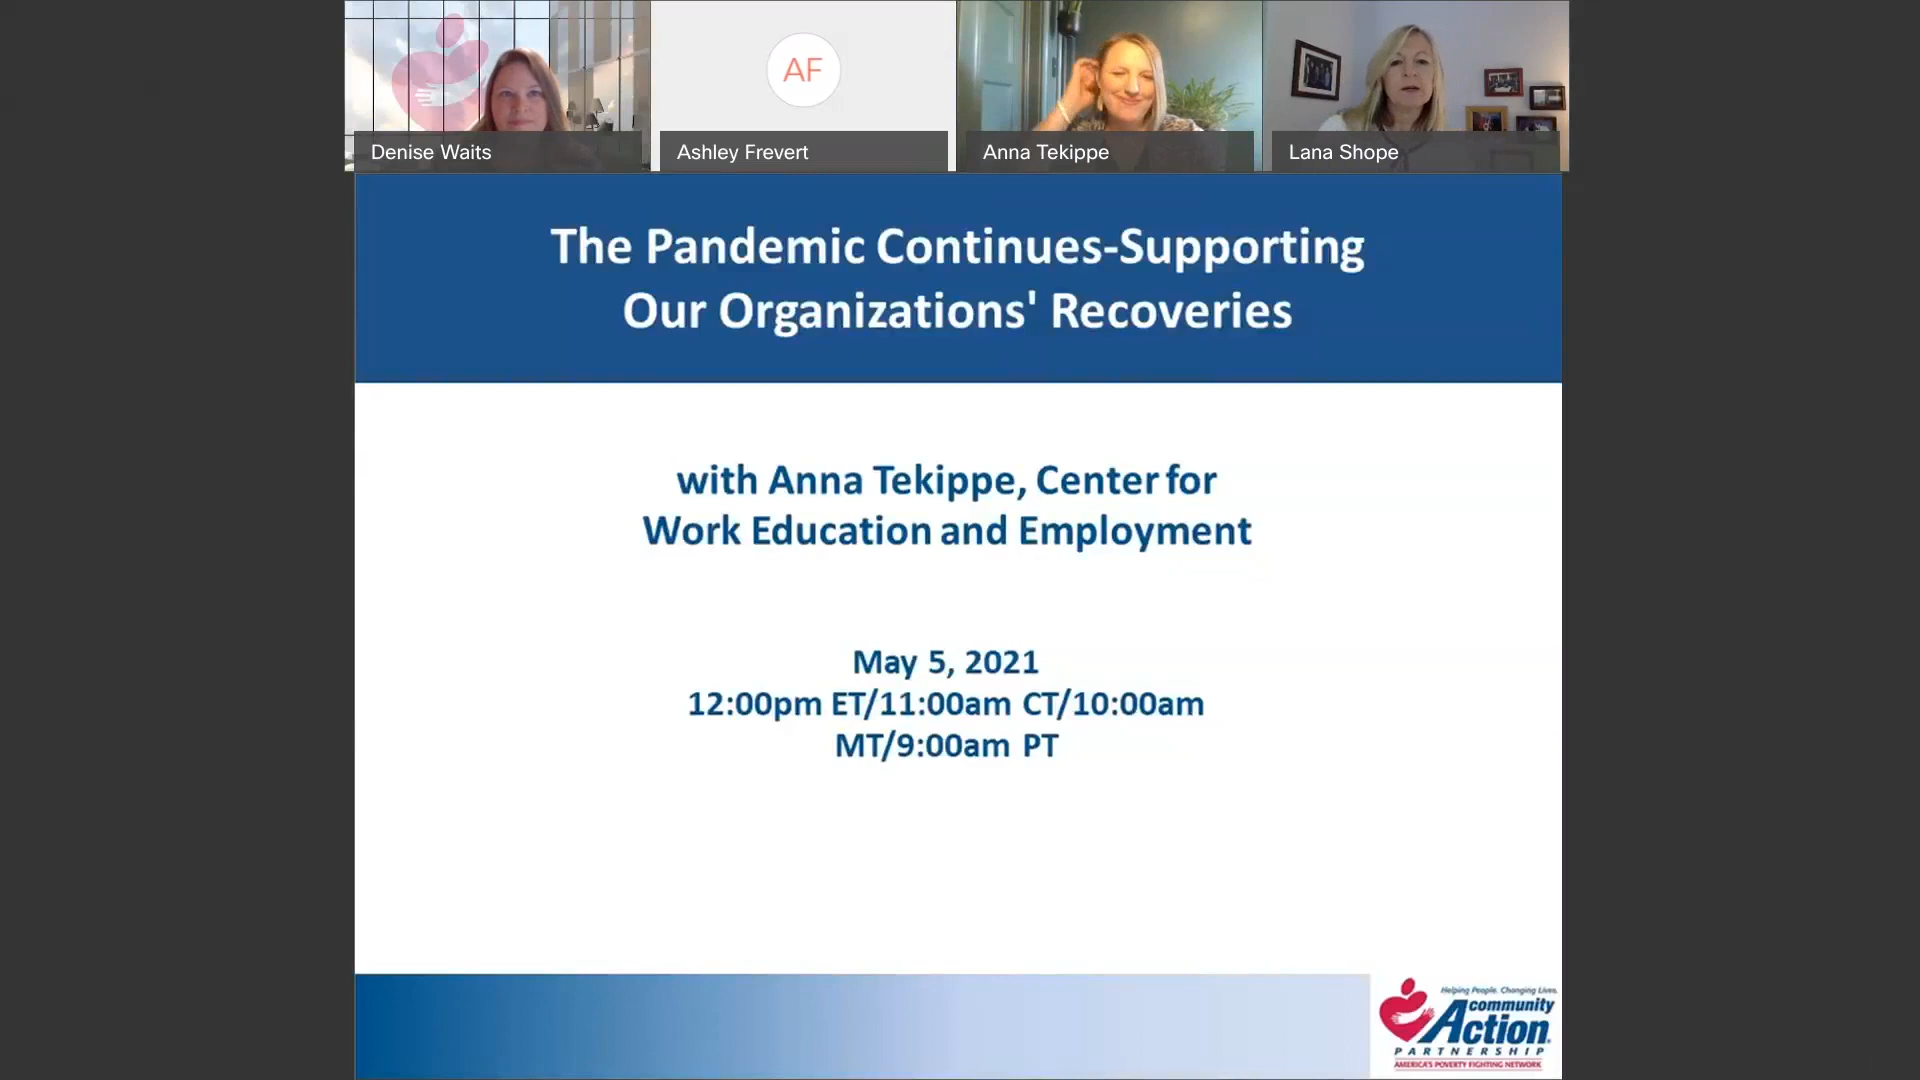 Denise Waits
AF
Ashley Frevert
Anna Tekippe
Lana Shope
The Pandemic Continues-Supporting
Our Organizations' Recoveries
with Anna Tekippe, Center for
Work Education and Employment
May 5, 2021
12:00pm ET/11:00am CT/10:00am
MT/9:00am PT
Helping People. Changing Lives.
community
Action
PARTNERSHIP
AMERICA'S POVERTY FIGHTING NETWORK